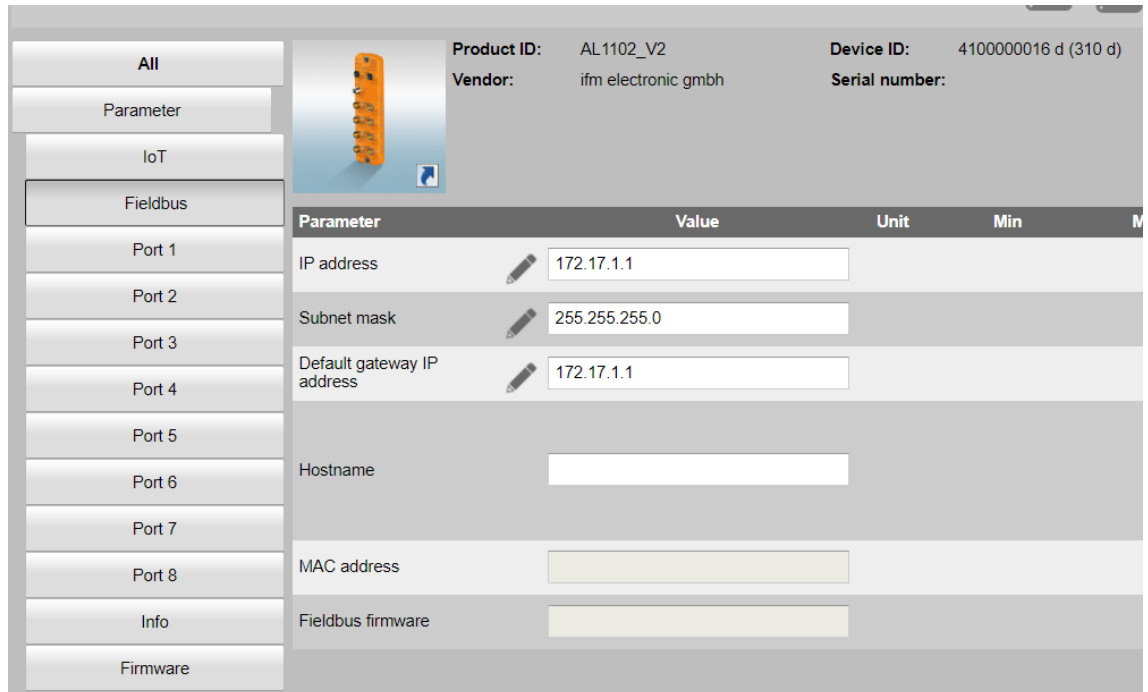 All
Parameter
IoT
Fieldbus
Port 1
Port 2
Port 3
Port 4
Port 5
Port 6
Port 7
Port 8
Info
Firmware
Product ID: AL1102_V2 Device ID: 4100000016 d (310 d)
Vendor: ifm electronic gmbh Serial number:
Parameter Value Unit Min
IP address 172.17.1.1
Subnet mask 255.255.255.0
Default gateway IP
address 172.17.1.1
Hostname
MAC address
Fieldbus firmware